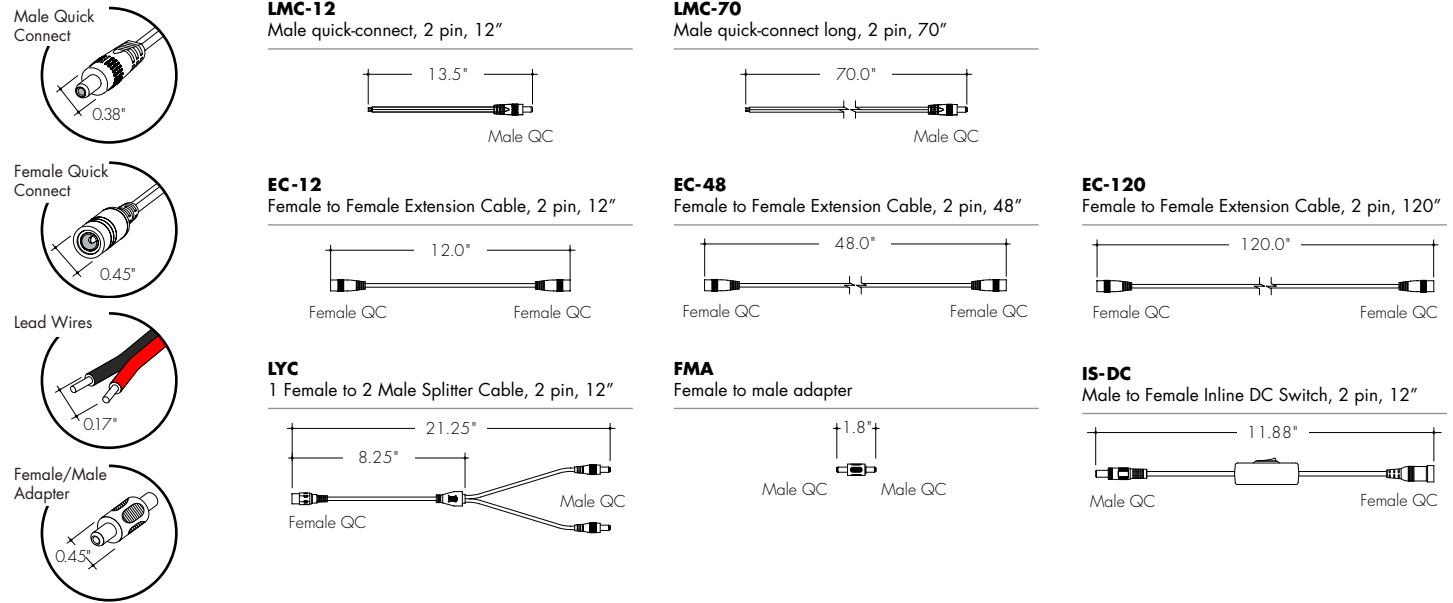 Male Quick
Connect
0.38"
Female Quick
Connect
0.45"
Lead Wires
0.17"
Female/Male
Adapter
0.45"
LMC-12
Male quick-connect, 2 pin, 12”
13.5"
Male QC
LMC-70
Male quick-connect long, 2 pin, 70”
70.0"
Male QC
EC-12
Female to Female Extension Cable, 2 pin, 12”
12.0"
Female QC Female QC
EC-48
Female to Female Extension Cable, 2 pin, 48”
48.0"
Female QC Female QC
EC-120
Female to Female Extension Cable, 2 pin, 120”
120.0"
Female QC Female QC
LYC
1 Female to 2 Male Splitter Cable, 2 pin, 12”
21.25"
8.25"
Male QC
Female QC
FMA
Female to male adapter
1.8"
Male QC Male QC
IS-DC
Male to Female Inline DC Switch, 2 pin, 12”
11.88"
Male QC Female QC